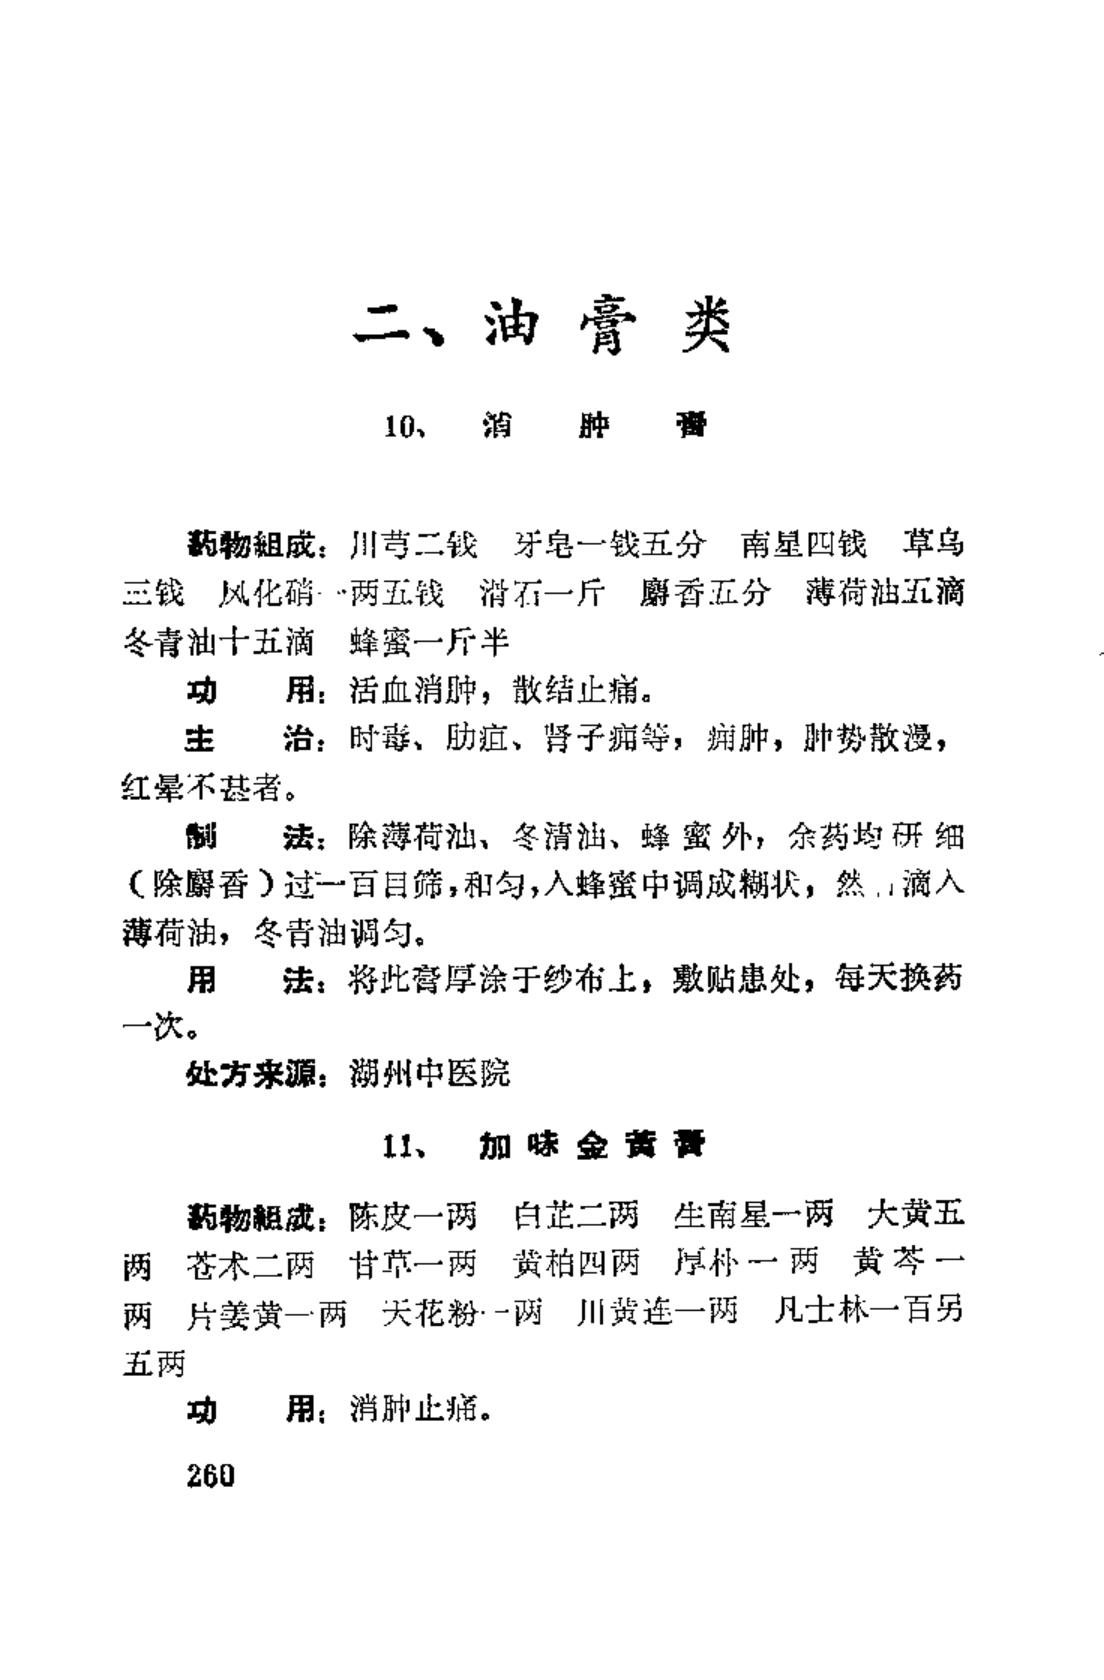 二、油膏类
10、 消肿膏
药物組成：川芎二钱 牙皂一钱五分 南星四钱 草乌
三钱 风化硝一两五钱 滑石一斤 麝香五分 薄荷油五滴
冬青油十五滴 蜂蜜一斤半
功 用：活血消肿，散结止痛。
主 治：时毒、肋疽、肾子痈等，痈肿，肿势散漫，
红晕不甚者。
制 法：除薄荷油、冬清油、蜂蜜外，余药均研细
（除麝香）过一百目筛，和匀，入蜂蜜中调成糊状，然 滴入
薄荷油，冬青油调匀。
用 法：将此膏厚涂于纱布上，敷贴患处，每天换药
一次。
处方来源：湖州中医院
11、 加味金黄膏
药物組成：陈皮一两 白芷二两 生南星一两 大黄五
两 苍术二两 甘草一两 黄柏四两 厚朴一两 黄芩一
两 片姜黄一两 天花粉一两 川黄连一两 凡士林一百另
五两
功 用：消肿止痛。
260